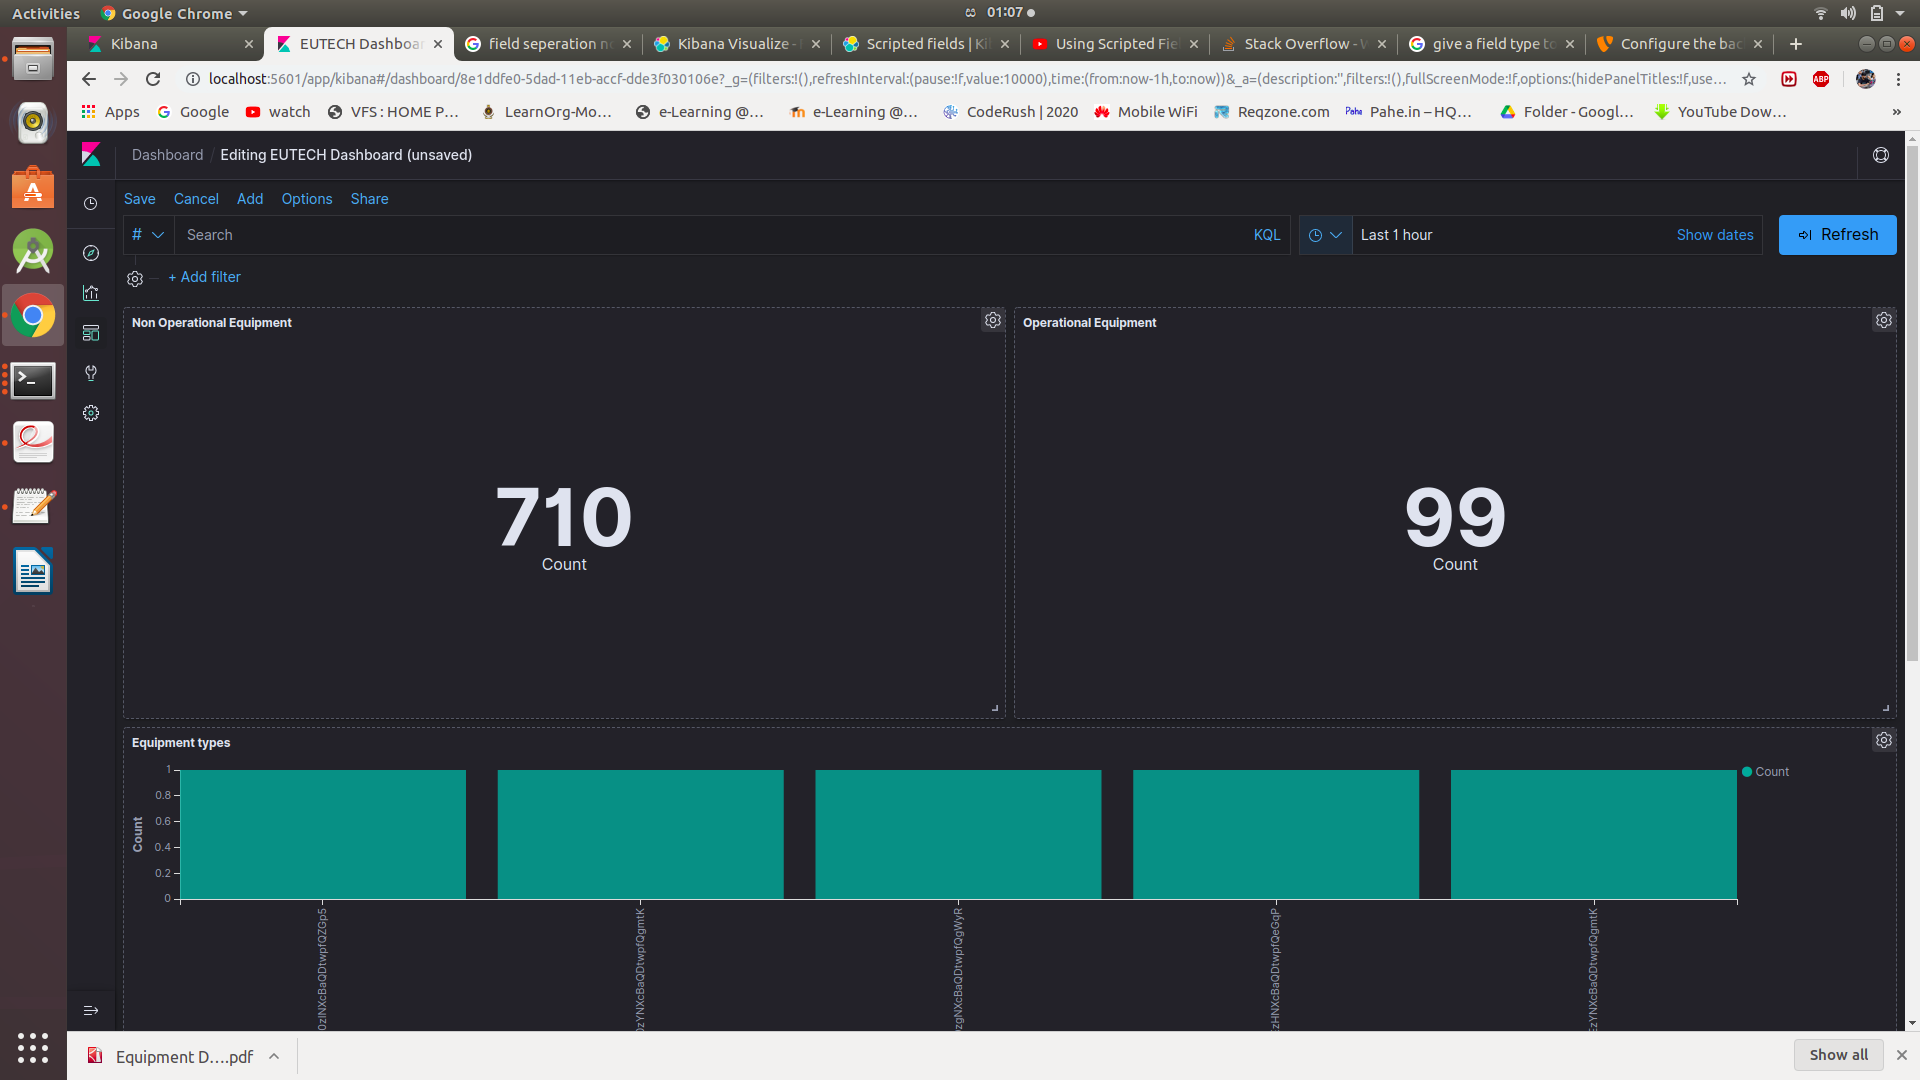 Activities
Google Chrome
සිං 01:07
Kibana
EUTECH Dashboar
field seperation no
Kibana Visualize -
Scripted fields | Ki
Using Scripted Fie
Stack Overflow - W
give a field type to
Configure the bac
localhost:5601/app/kibana#/dashboard/8e1ddfe0-5dad-11eb-accf-dde3f030106e?_g=(filters:!(),refreshInterval:(pause:!f,value:10000),time:(from:now-1h,to:now))&_a=(description:'',filters:!(),fullScreenMode:!f,options:(hidePanelTitles:!f,use...
ABP
Apps
Google
watch
VFS : HOME P...
LearnOrg-Mo...
e-Learning @...
e-Learning @...
CodeRush | 2020
Mobile WiFi
Reqzone.com
Pahe Pahe.in – HQ...
Folder - Googl...
YouTube Dow...
»
Dashboard / Editing EUTECH Dashboard (unsaved)
Save Cancel Add Options Share
# Search KQL
Last 1 hour Show dates
Refresh
+ Add filter
Non Operational Equipment
710
Count
Operational Equipment
99
Count
Equipment types
Count
1
0.8
0.6
0.4
0.2
0
Count
Equipment D....pdf
Show all